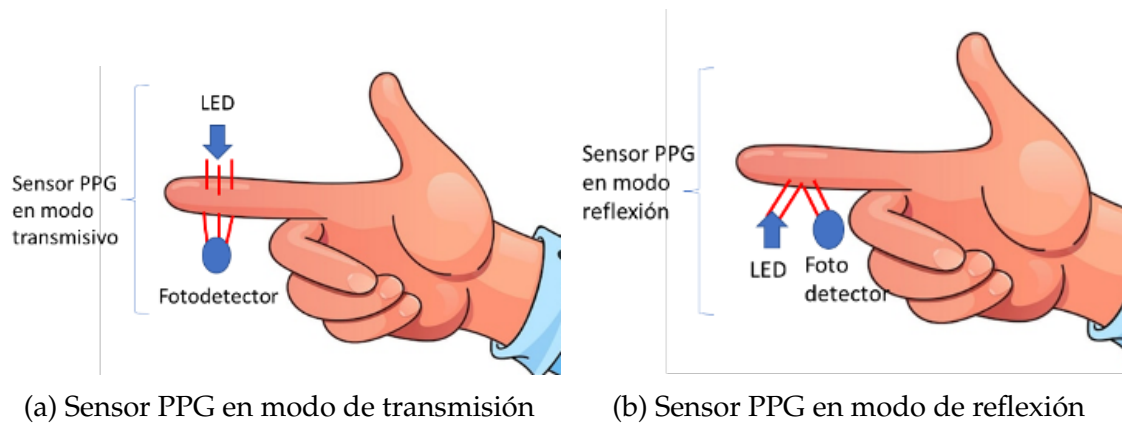 LED
Sensor PPG
en modo
transmisivo
Fotodetector
Sensor PPG
en modo
reflexión
LED
Foto
detector
(a) Sensor PPG en modo de transmisión
(b) Sensor PPG en modo de reflexión